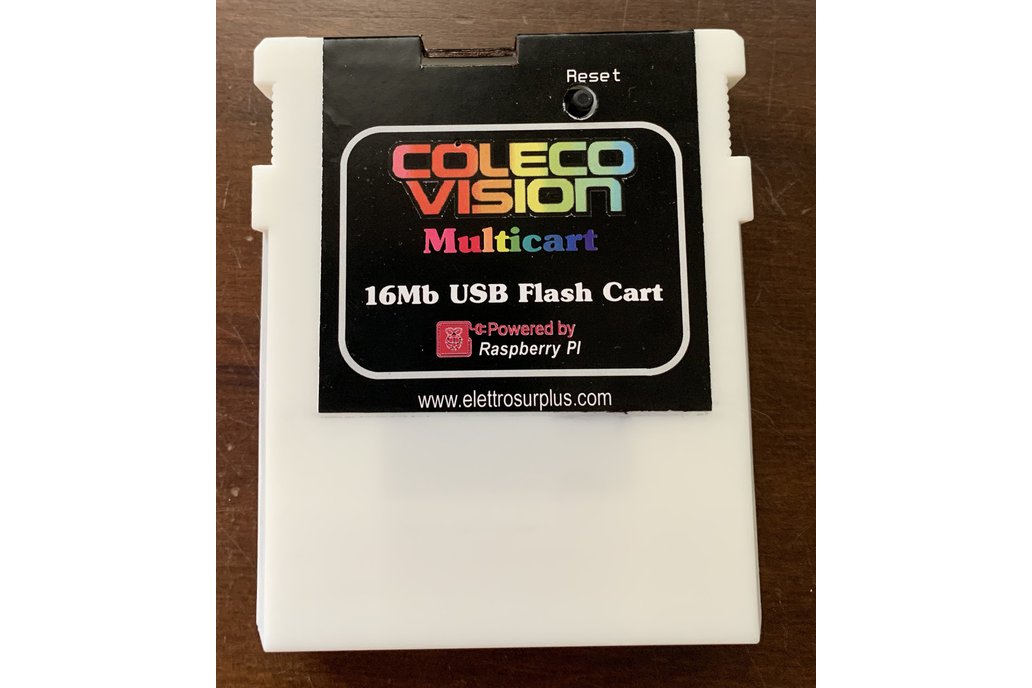 Reset
COLECO
VISION
Multicart
16Mb USB Flash Cart
Powered by
Raspberry PI
www.elettrosurplus.com